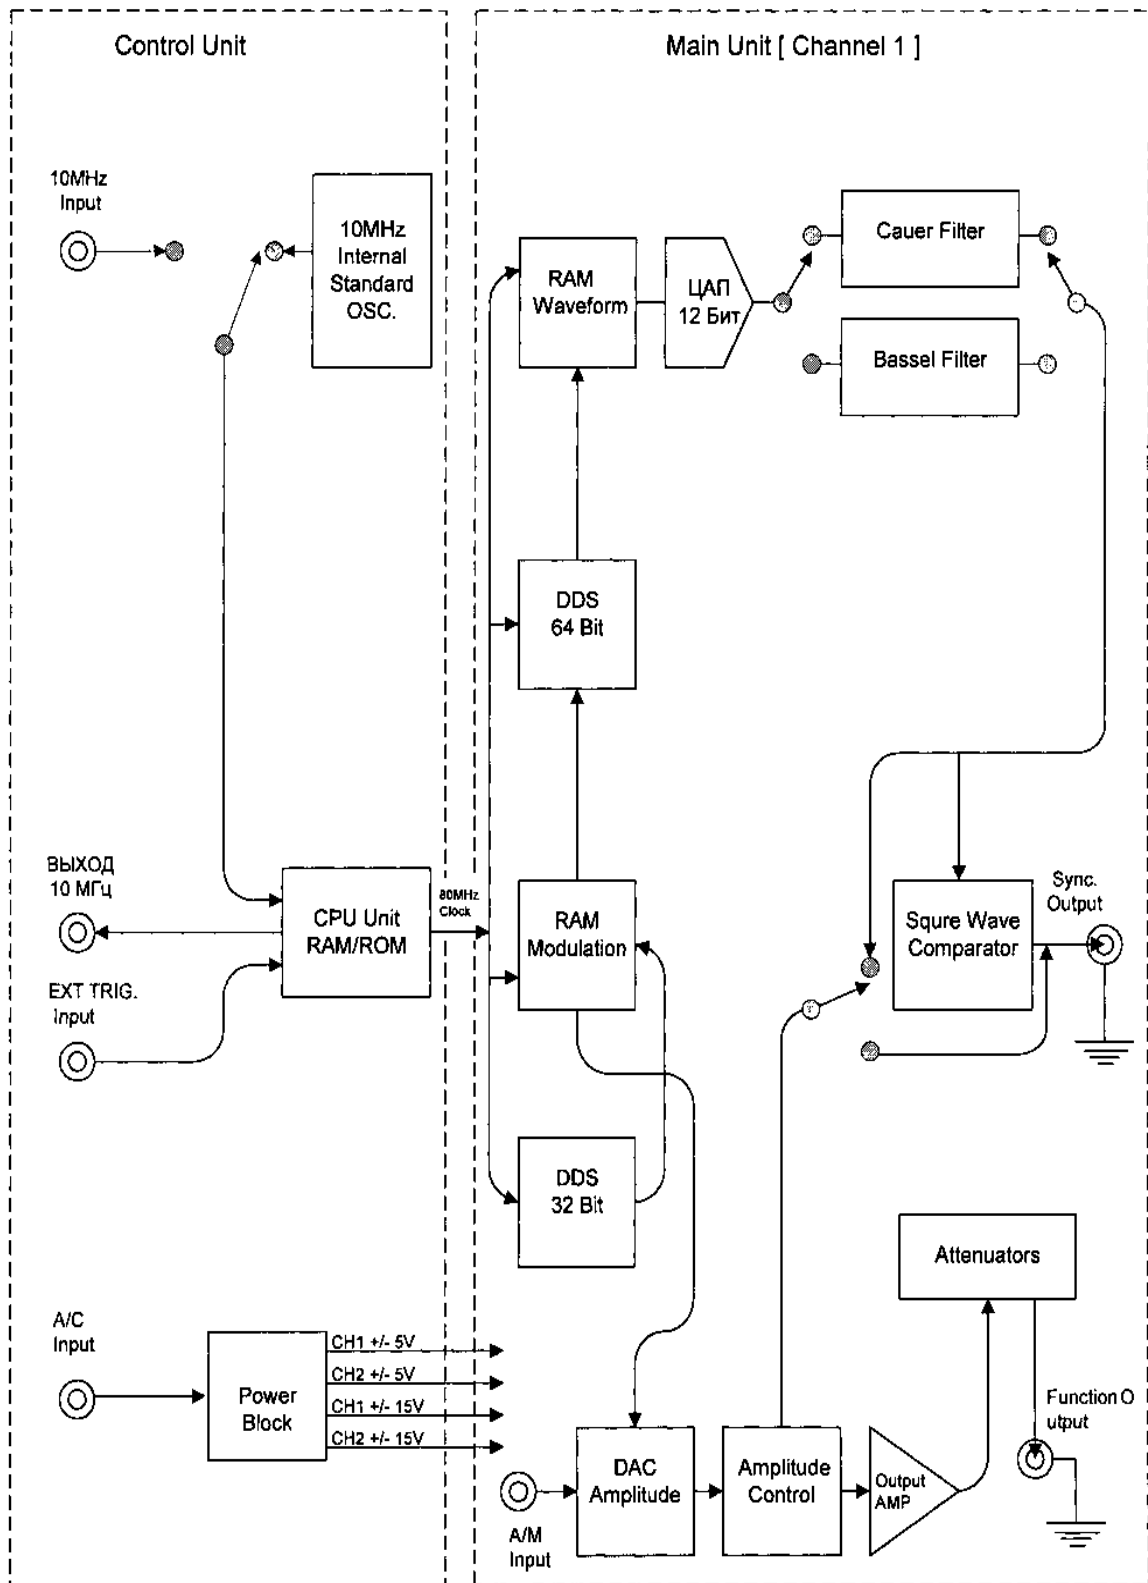 Control Unit
Main Unit [ Channel 1 ]
10MHz
Input
10MHz
Internal
Standard
OSC.
RAM
Waveform
ЦАП
12 Бит
Cauer Filter
Bassel Filter
DDS
64 Bit
ВЫХОД
10 МГц
CPU Unit
RAM/ROM
80MHz
Clock
RAM
Modulation
Squre Wave
Comparator
Sync.
Output
EXT TRIG.
Input
DDS
32 Bit
Attenuators
A/C
Input
Power
Block
CH1 +/- 5V
CH2 +/- 5V
CH1 +/- 15V
CH2 +/- 15V
Function O
utput
DAC
Amplitude
Amplitude
Control
Output
AMP
A/M
Input